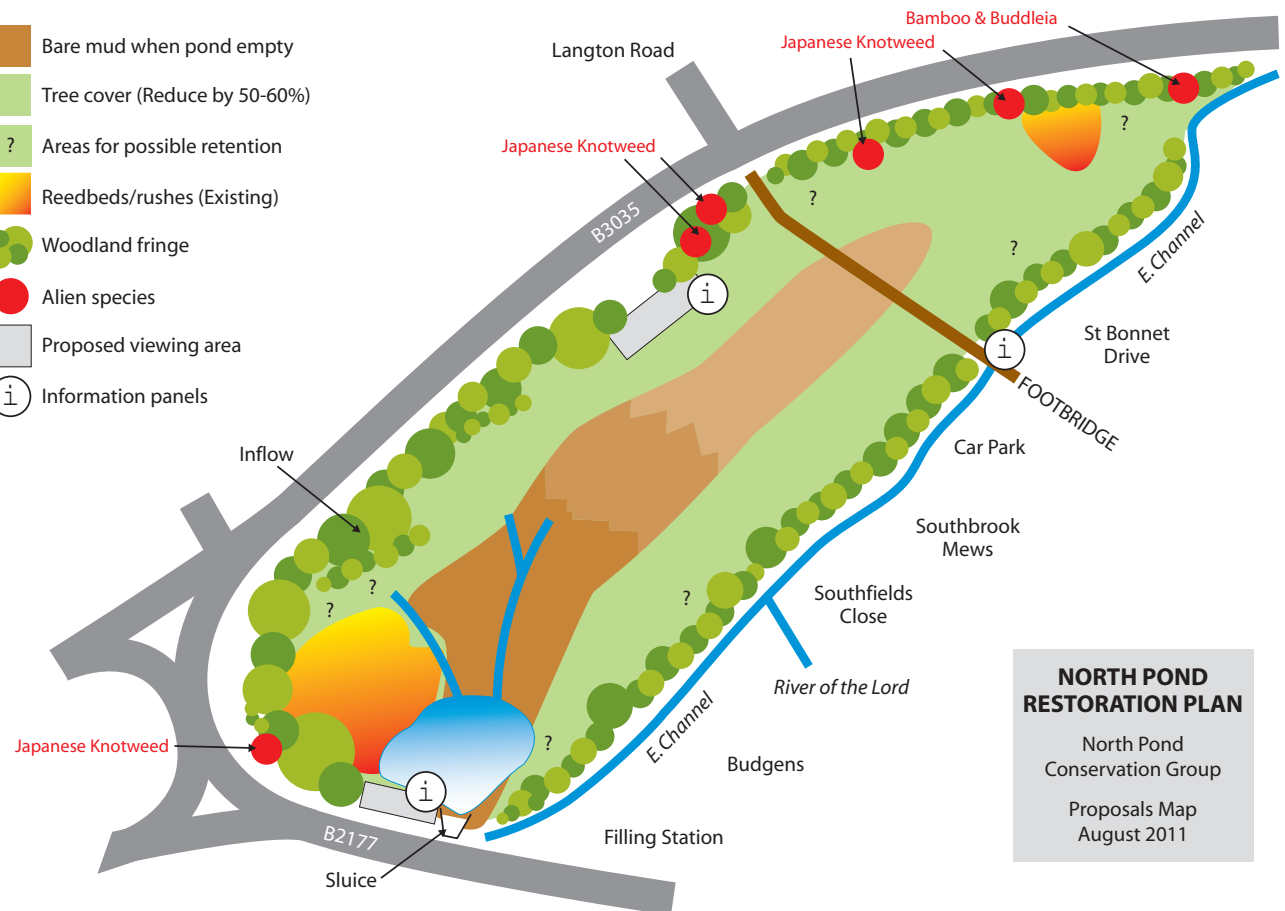 Bare mud when pond empty
Tree cover (Reduce by 50-60%)
? Areas for possible retention
Reedbeds/rushes (Existing)
Woodland fringe
Alien species
Proposed viewing area
i Information panels
Bamboo & Buddleia
Japanese Knotweed
Langton Road
Japanese Knotweed
B3035
?
?
?
E. Channel
i
i
St Bonnet
Drive
FOOTBRIDGE
Car Park
Inflow
Southbrook
Mews
?
?
?
Southfields
Close
River of the Lord
E. Channel
?
Japanese Knotweed
Budgens
i
B2177
Filling Station
Sluice
NORTH POND
RESTORATION PLAN
North Pond
Conservation Group
Proposals Map
August 2011